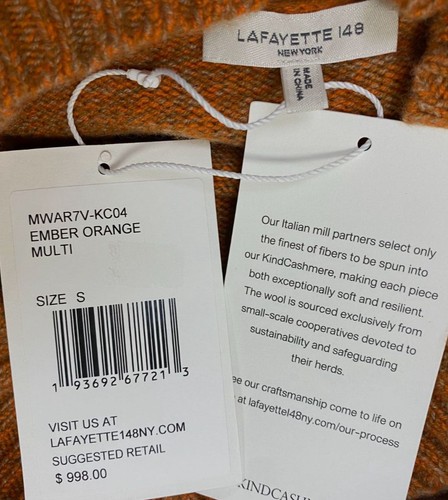 LAFAYETTE 148
NEW YORK
MADE
IN CHINA
MWAR7V-KC04
EMBER ORANGE
MULTI
SIZE S
1 93692 67721 3
VISIT US AT
LAFAYETTE148NY.COM
SUGGESTED RETAIL
$ 998.00
Our Italian mill partners select only
the finest of fibers to be spun into
our KindCashmere, making each piece
both exceptionally soft and resilient.
The wool is sourced exclusively from
small-scale cooperatives devoted to
sustainability and safeguarding
their herds.
our craftsmanship come to life on
at lafayette148ny.com/our-process